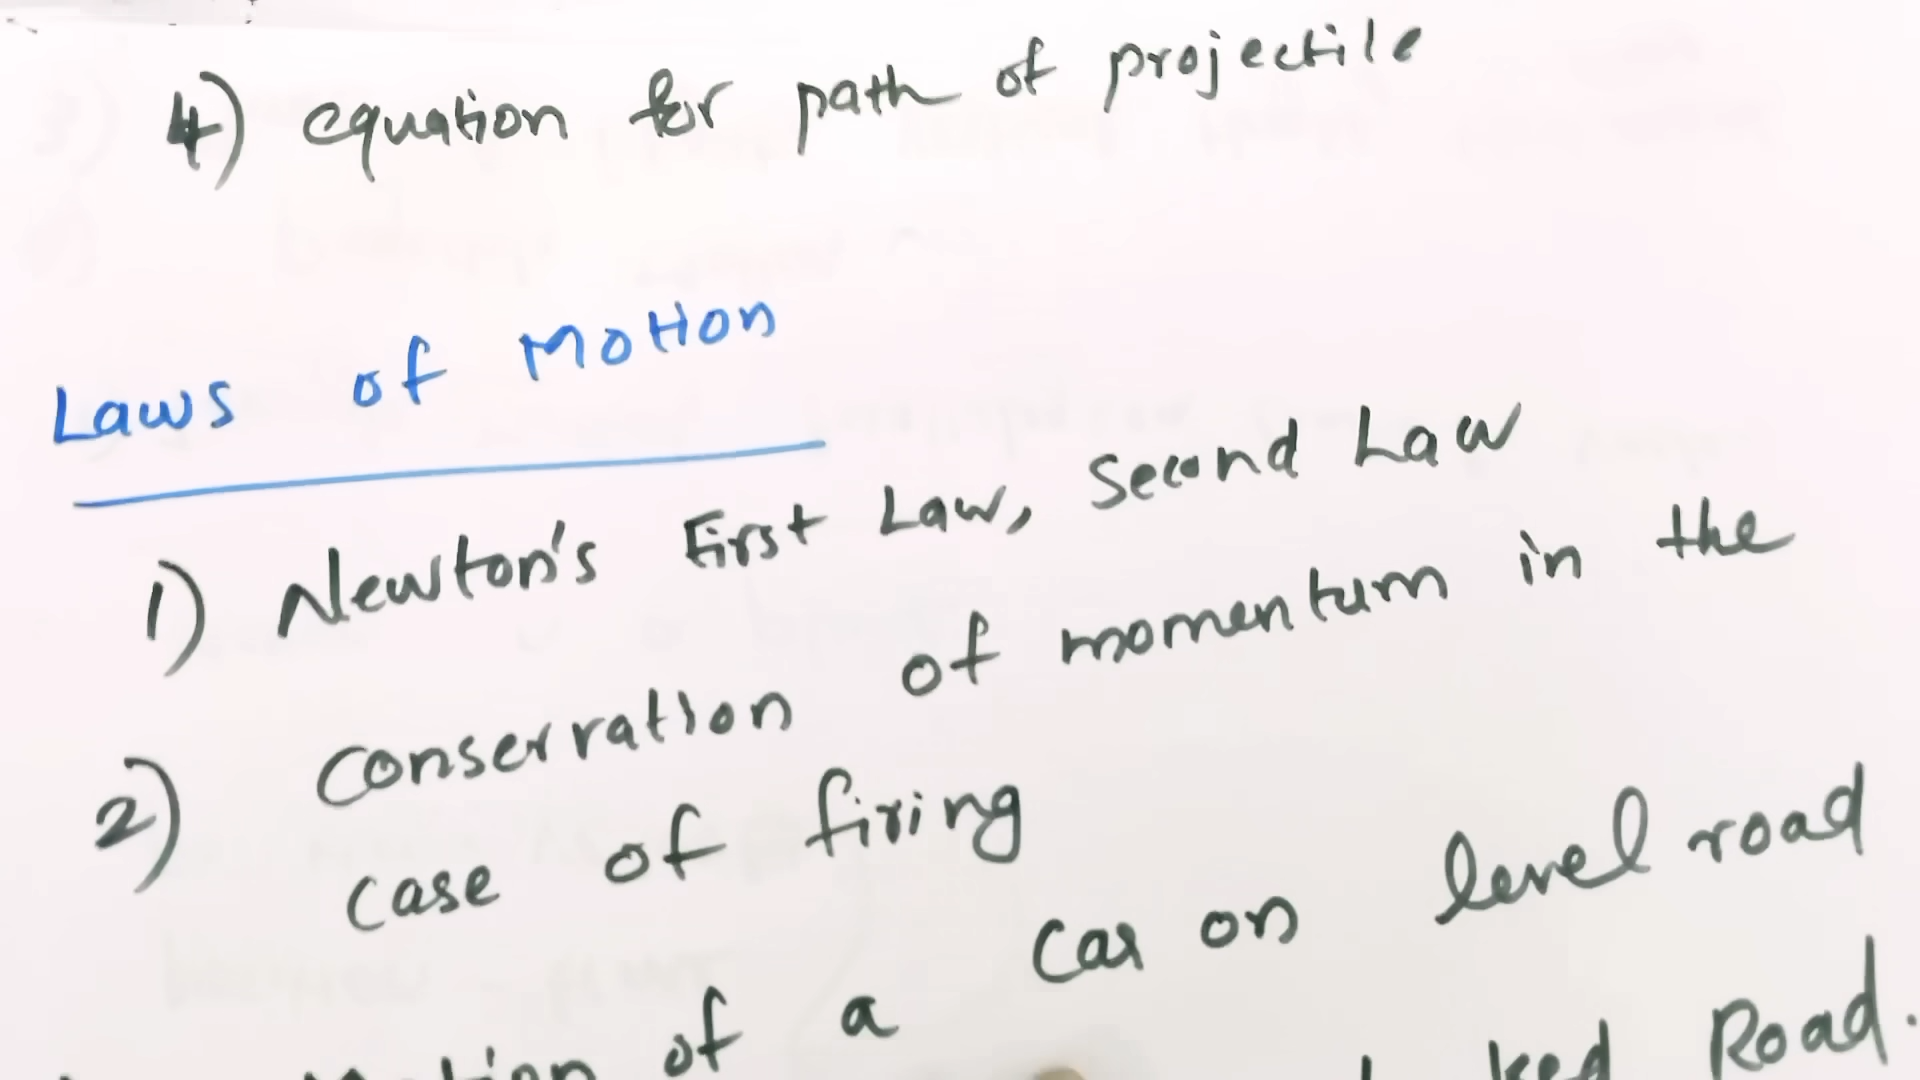 4) equation for path of projectile
Laws of Motion
1) Newton's First Law, Second Law
2) Conservation of momentum in the
case of firing
Motion of a car on level road
Road.